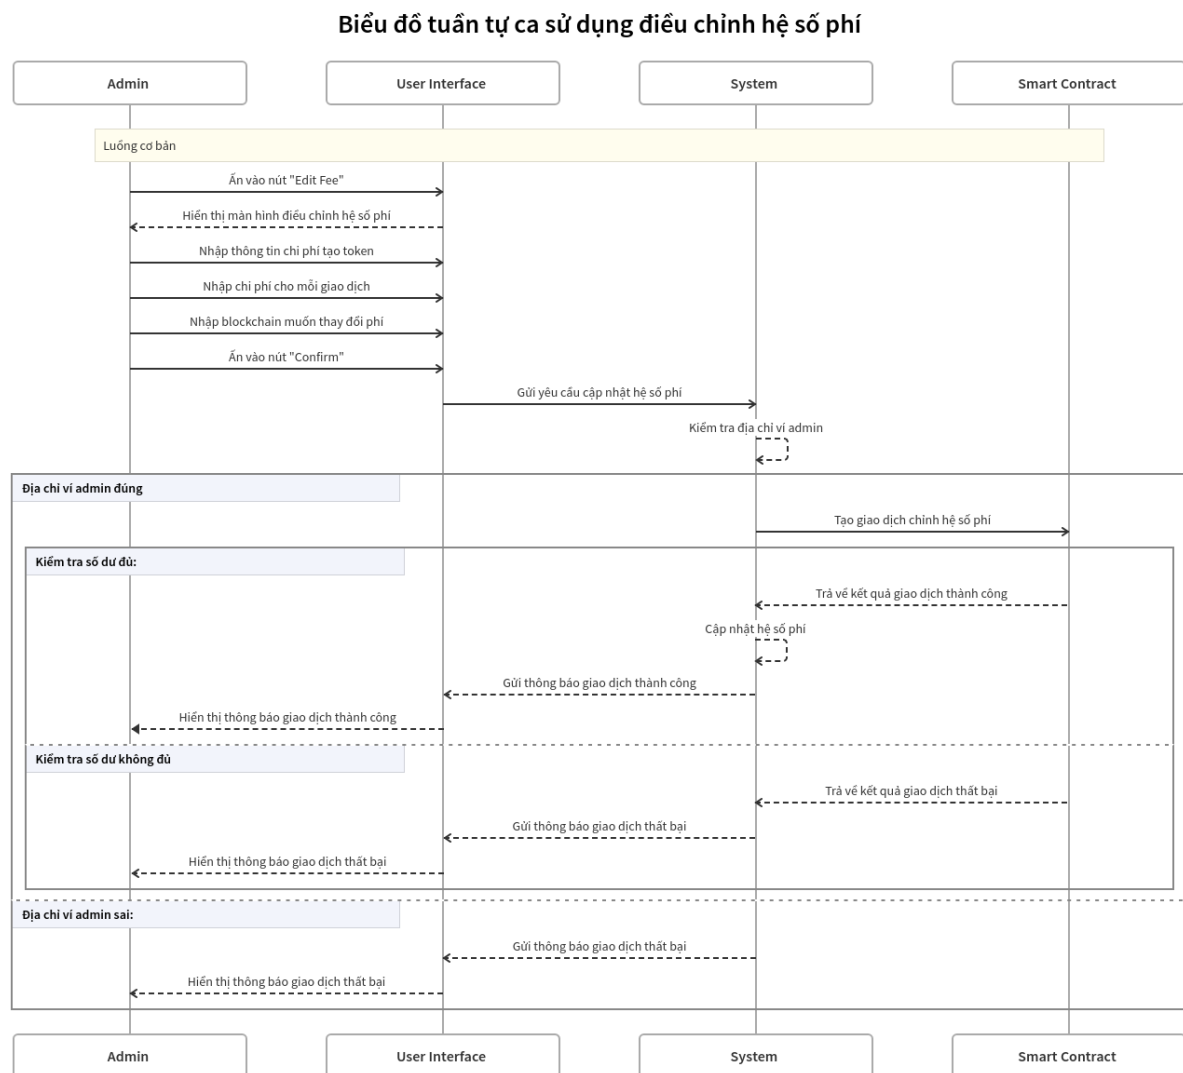 Biểu đồ tuần tự ca sử dụng điều chỉnh hệ số phí
Admin
User Interface
System
Smart Contract
Luồng cơ bản
Ấn vào nút "Edit Fee"
Hiển thị màn hình điều chỉnh hệ số phí
Nhập thông tin chi phí tạo token
Nhập chi phí cho mỗi giao dịch
Nhập blockchain muốn thay đổi phí
Ấn vào nút "Confirm"
Gửi yêu cầu cập nhật hệ số phí
Kiểm tra địa chỉ ví admin
Địa chỉ ví admin đúng
Tạo giao dịch chỉnh hệ số phí
Kiểm tra số dư đủ:
Trả về kết quả giao dịch thành công
Cập nhật hệ số phí
Gửi thông báo giao dịch thành công
Hiển thị thông báo giao dịch thành công
Kiểm tra số dư không đủ
Trả về kết quả giao dịch thất bại
Gửi thông báo giao dịch thất bại
Hiển thị thông báo giao dịch thất bại
Địa chỉ ví admin sai:
Gửi thông báo giao dịch thất bại
Hiển thị thông báo giao dịch thất bại
Admin
User Interface
System
Smart Contract